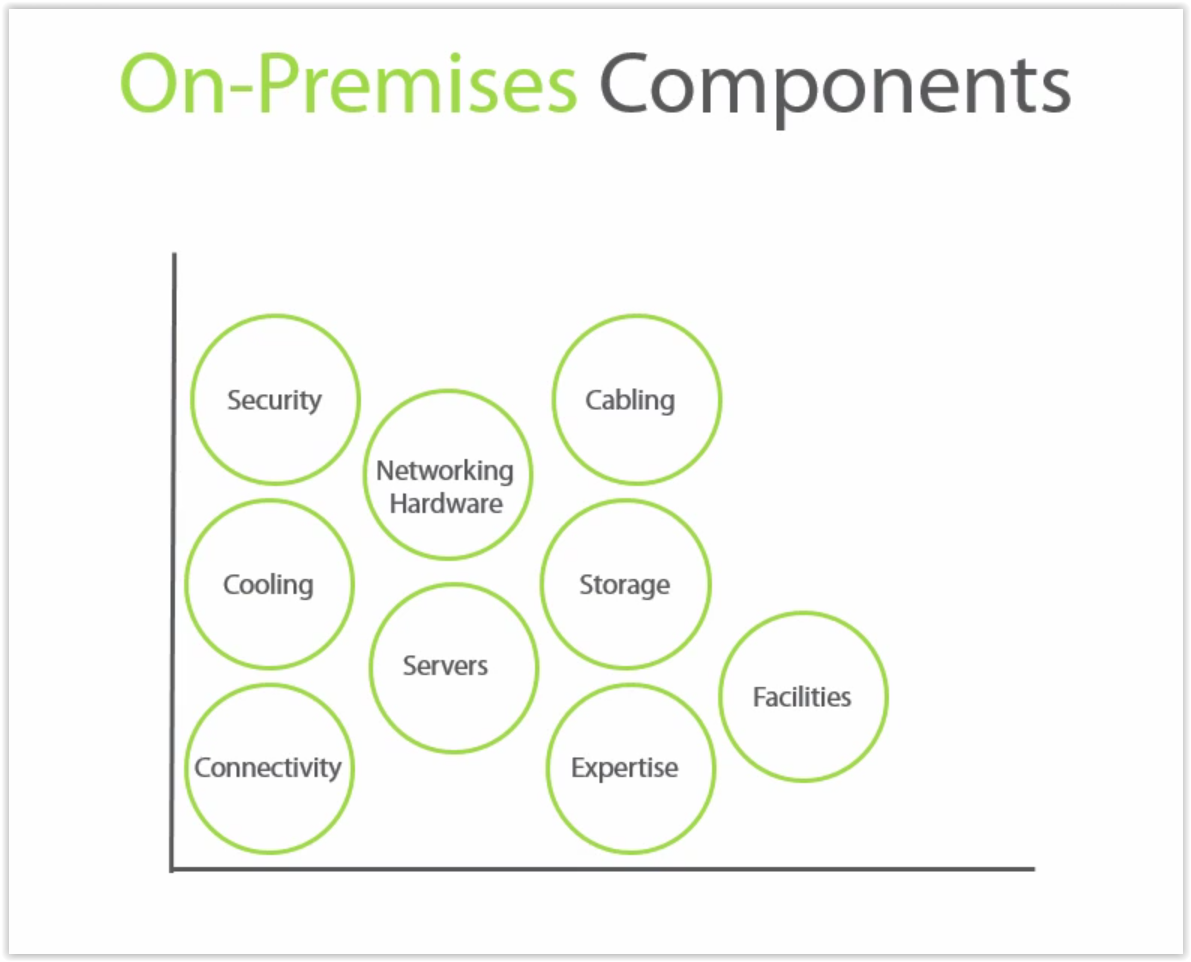 On-Premises Components
Security
Cabling
Networking
Hardware
Cooling
Storage
Servers
Facilities
Connectivity
Expertise